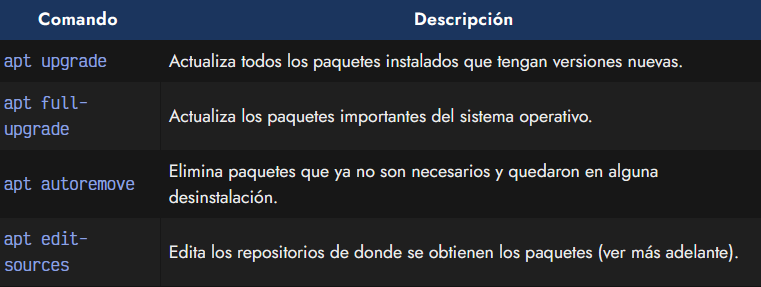 Comando Descripción
apt upgrade Actualiza todos los paquetes instalados que tengan versiones nuevas.
apt full-
upgrade
Actualiza los paquetes importantes del sistema operativo.
apt autoremove
Elimina paquetes que ya no son necesarios y quedaron en alguna
desinstalación.
apt edit-
sources
Edita los repositorios de donde se obtienen los paquetes (ver más adelante).